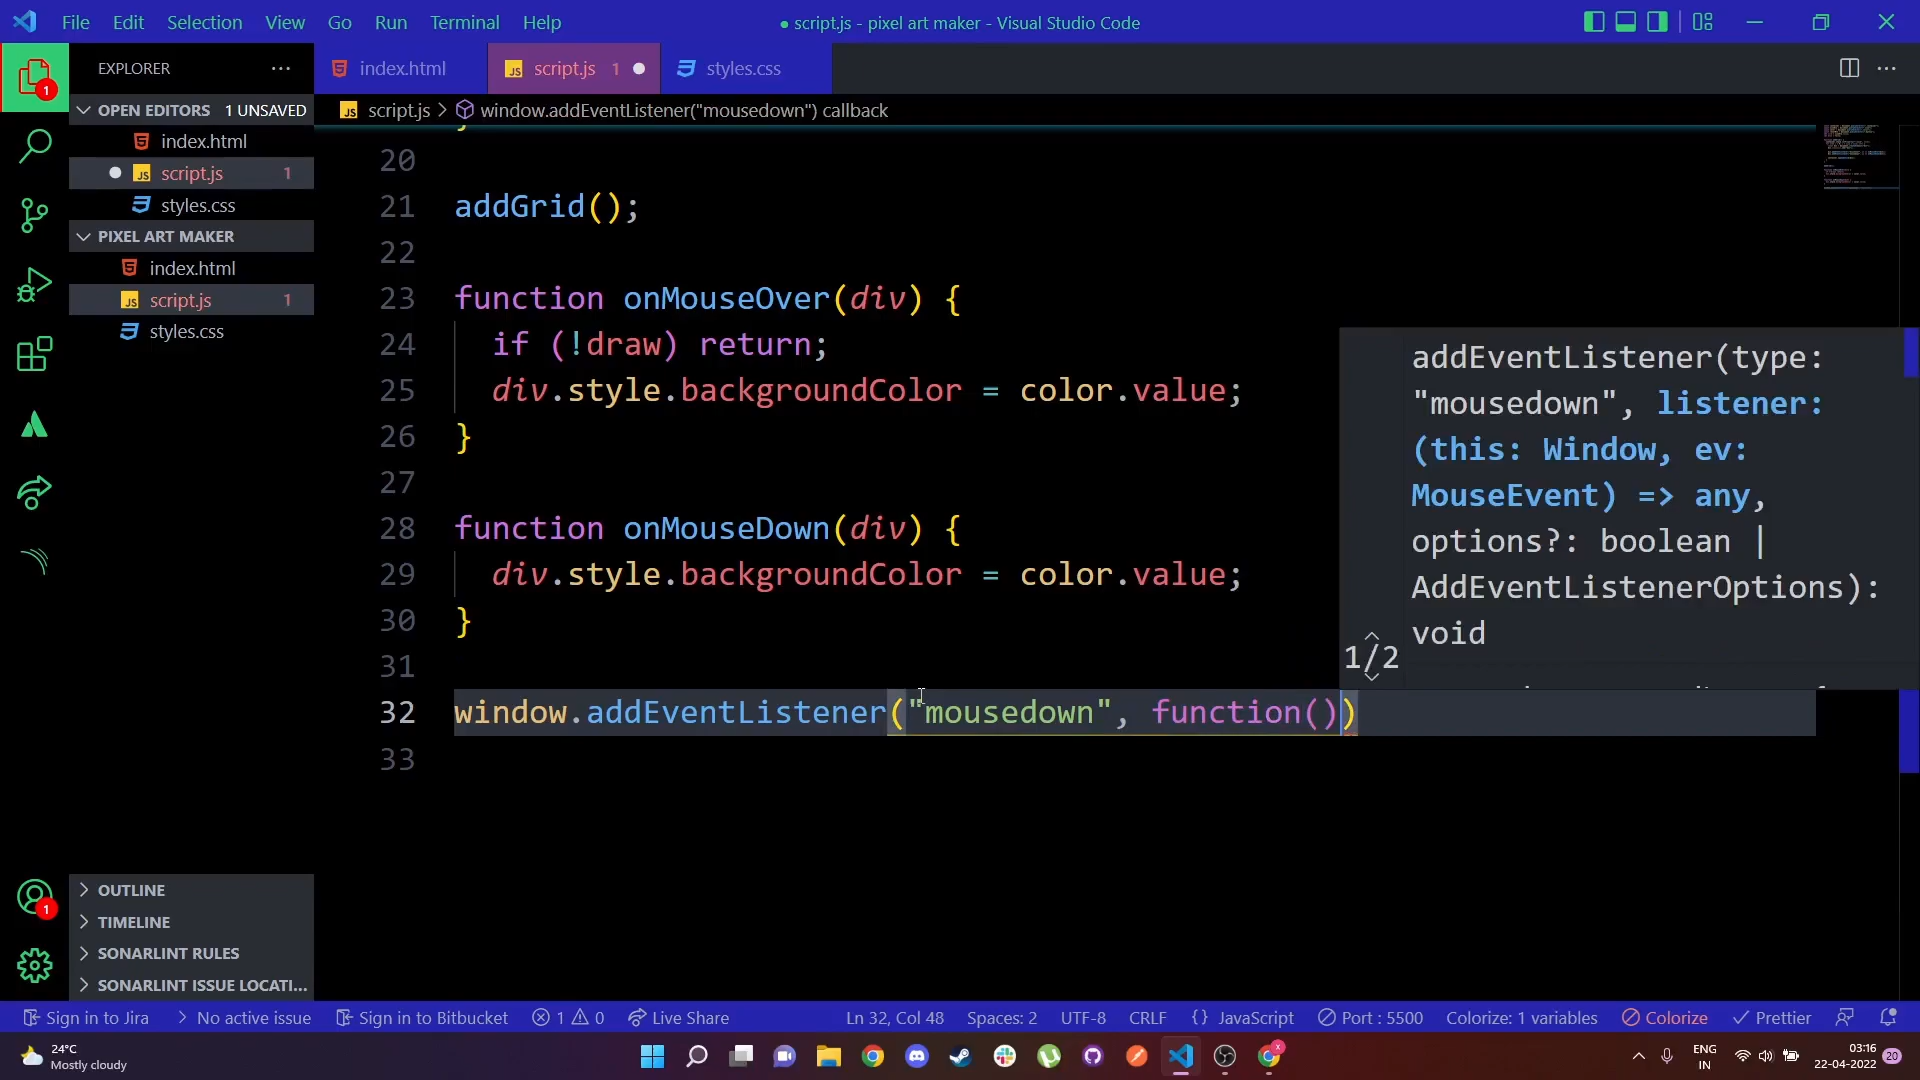 File Edit Selection View Go Run Terminal Help
● script.js - pixel art maker - Visual Studio Code
EXPLORER
OPEN EDITORS 1 UNSAVED
index.html
script.js 1
styles.css
PIXEL ART MAKER
index.html
script.js 1
styles.css
OUTLINE
TIMELINE
SONARLINT RULES
SONARLINT ISSUE LOCATI...
index.html
script.js 1
styles.css
script.js > window.addEventListener("mousedown") callback
20
21 addGrid();
22
23 function onMouseOver(div) {
24 if (!draw) return;
25 div.style.backgroundColor = color.value;
26 }
27
28 function onMouseDown(div) {
29 div.style.backgroundColor = color.value;
30 }
31
32 window.addEventListener("mousedown", function())
33
addEventListener(type:
"mousedown", listener:
(this: Window, ev:
MouseEvent) => any,
options?: boolean |
AddEventListenerOptions):
void
1/2
Sign in to Jira No active issue Sign in to Bitbucket 1 0 Live Share Ln 32, Col 48 Spaces: 2 UTF-8 CRLF {} JavaScript Port : 5500 Colorize: 1 variables Colorize Prettier
24°C
Mostly cloudy
ENG
IN
03:16
22-04-2022
20